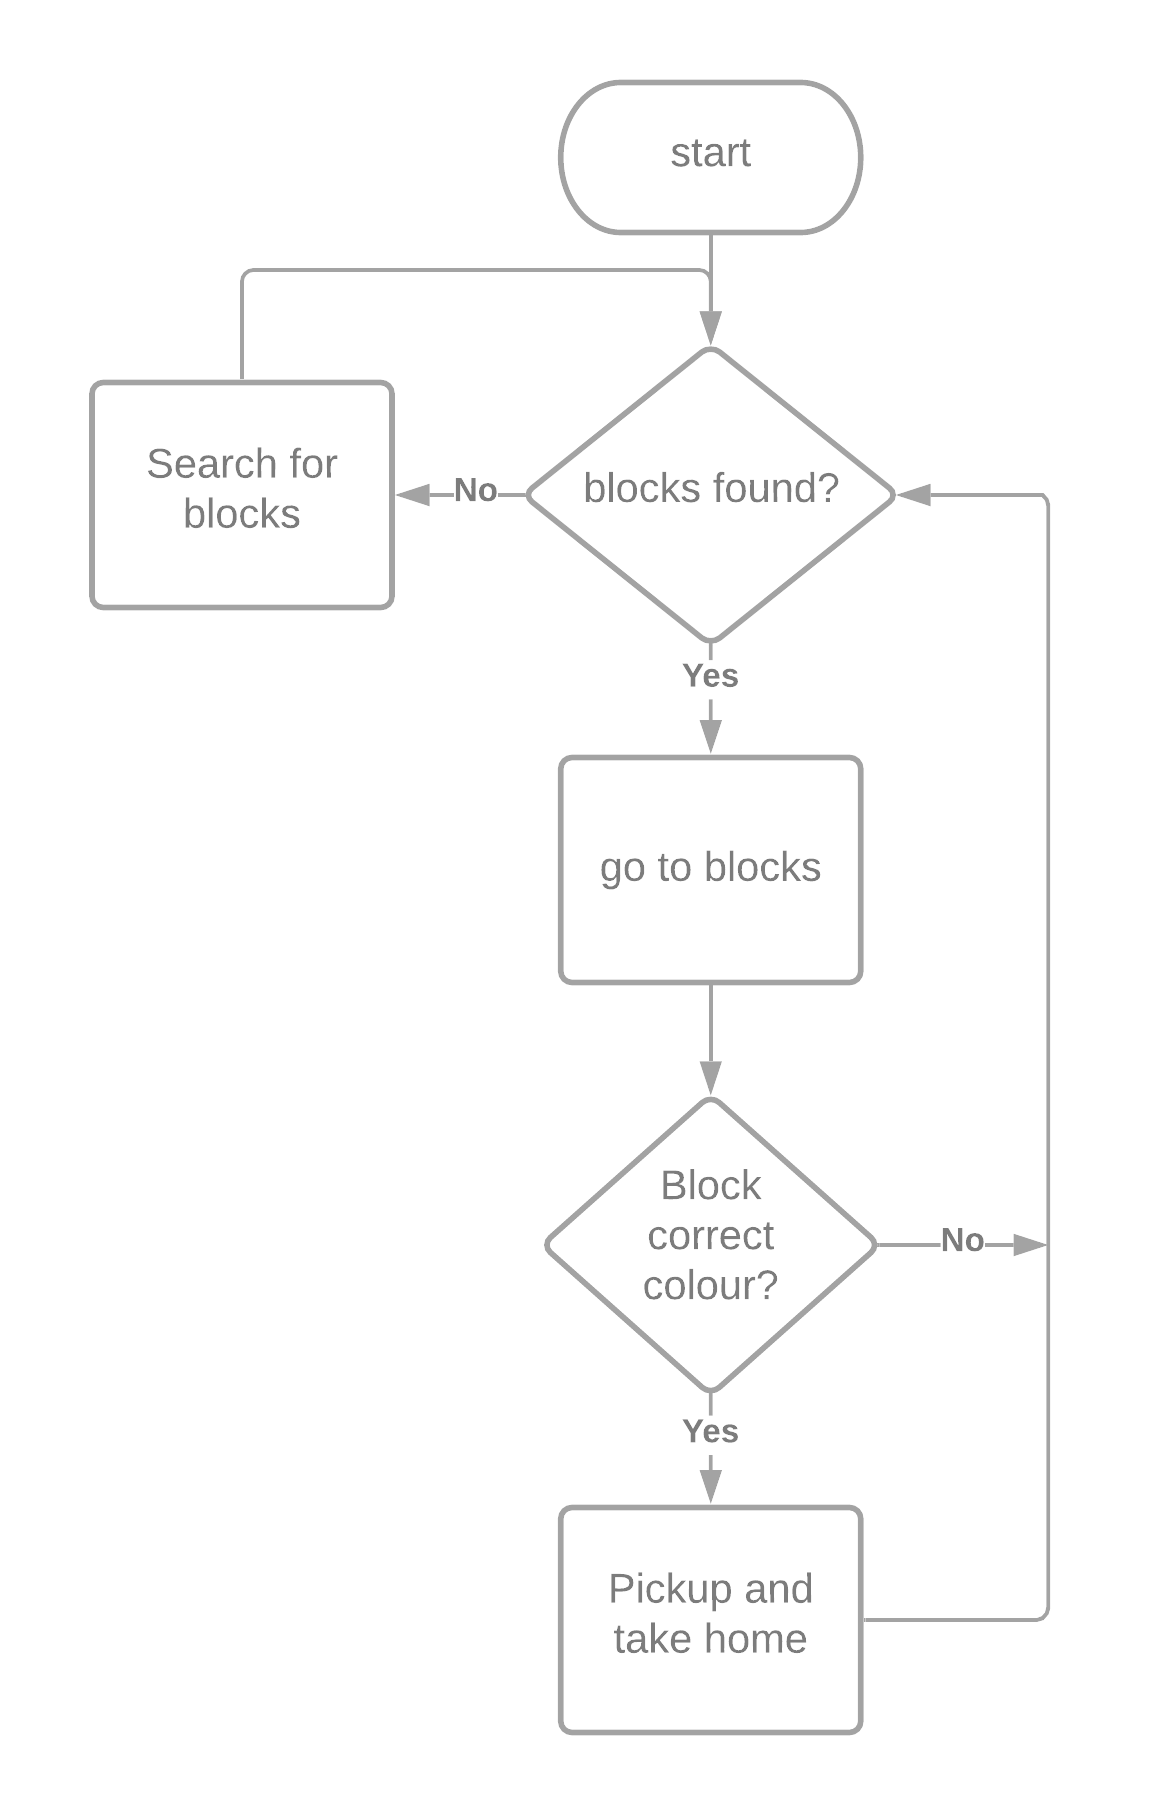 start
Search for
blocks
No
blocks found?
Yes
go to blocks
Block
correct
colour?
No
Yes
Pickup and
take home